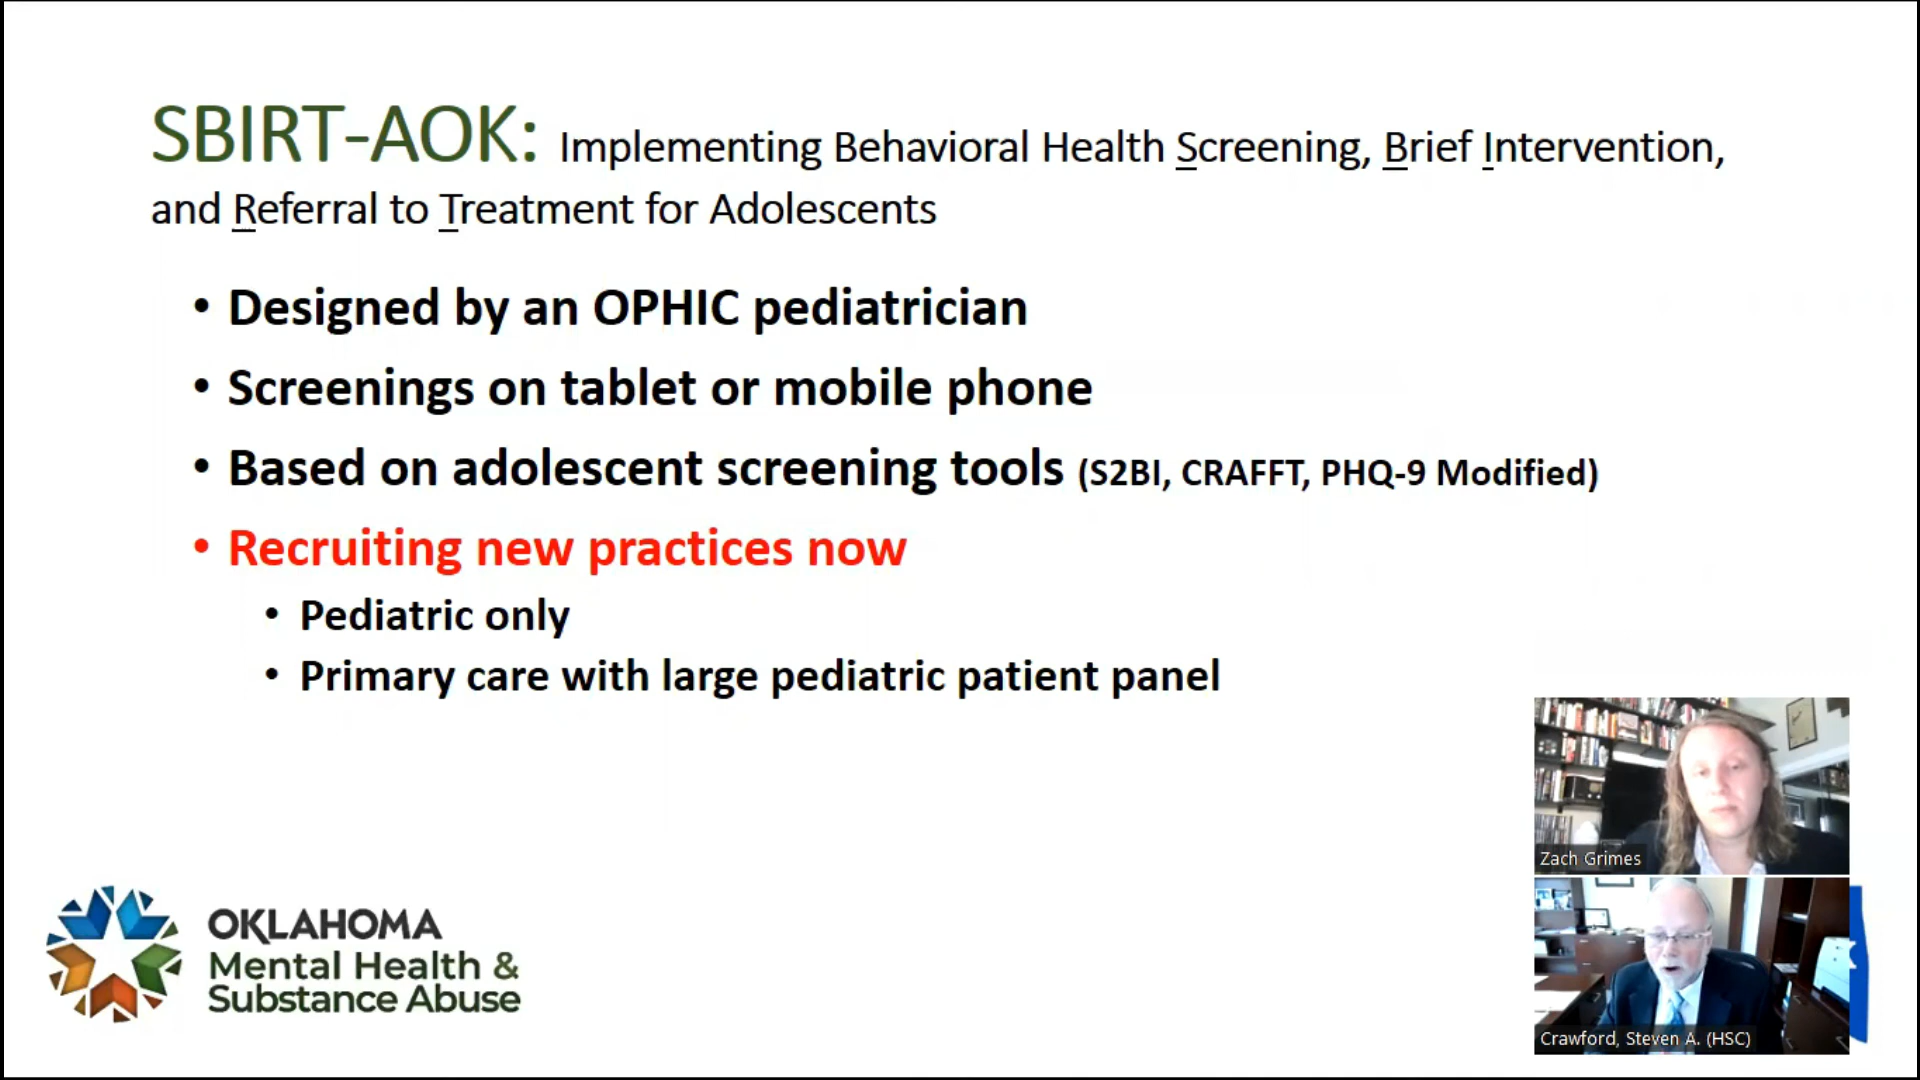 SBIRT-AOK: Implementing Behavioral Health Screening, Brief Intervention,
and Referral to Treatment for Adolescents
• Designed by an OPHIC pediatrician
• Screenings on tablet or mobile phone
• Based on adolescent screening tools (S2BI, CRAFFT, PHQ-9 Modified)
• Recruiting new practices now
• Pediatric only
• Primary care with large pediatric patient panel
Zach Grimes
Crawford, Steven A. (HSC)
OKLAHOMA
Mental Health &
Substance Abuse